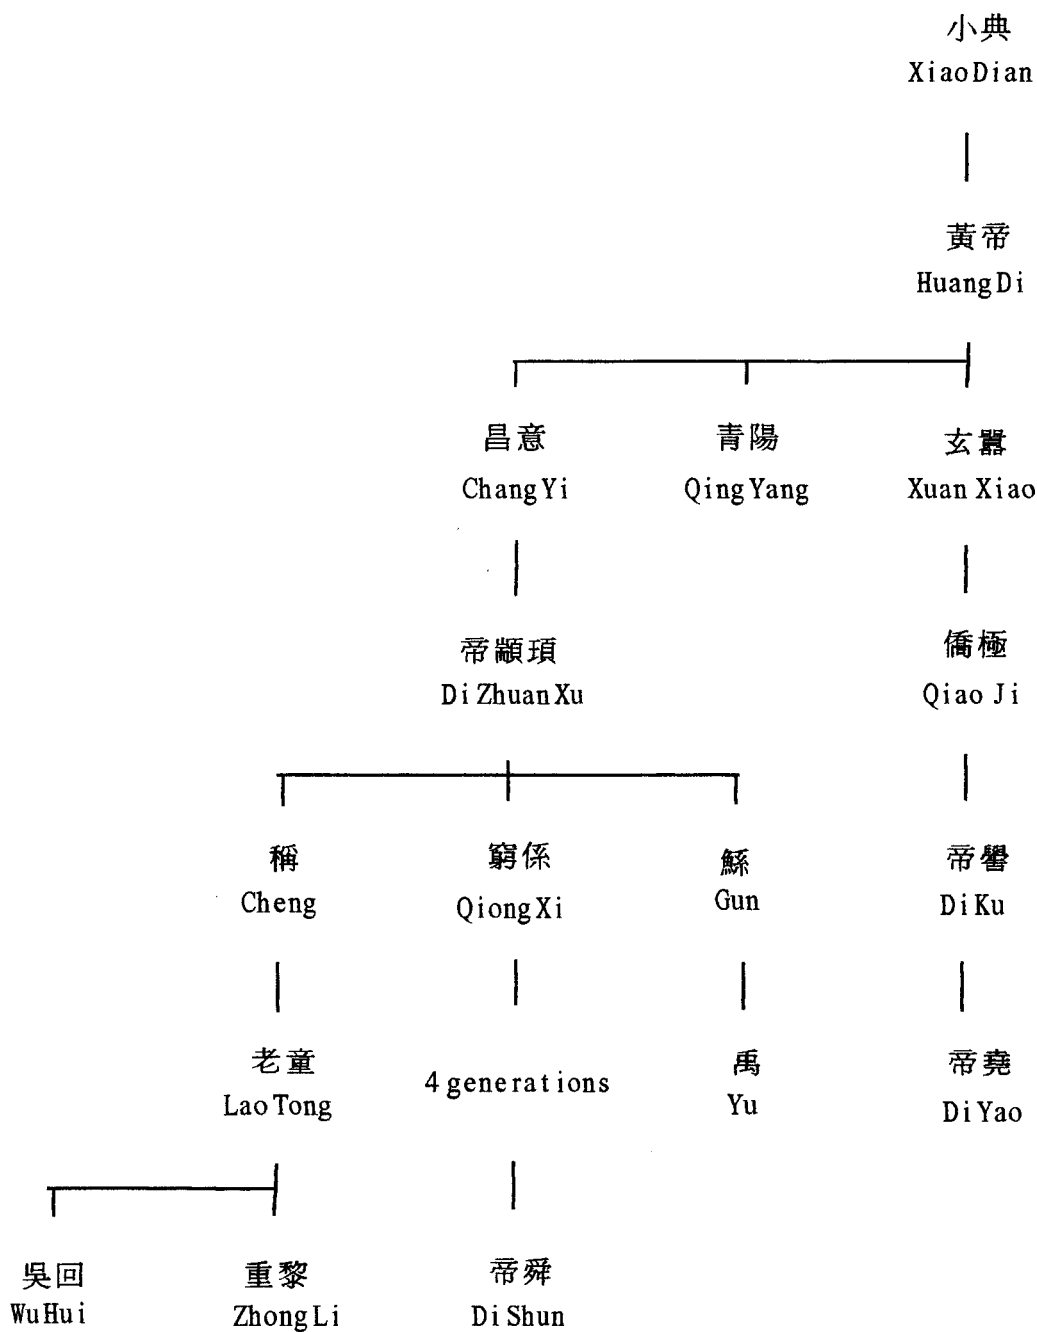 小典
XiaoDian
黃帝
HuangDi
昌意 青陽 玄囂
ChangYi QingYang Xuan Xiao
帝顓頊 僑極
Di ZhuanXu Qiao Ji
稱 窮係 鯀 帝嚳
Cheng QiongXi Gun DiKu
老童 4 generations 禹 帝堯
LaoTong Yu DiYao
吳回 重黎 帝舜
WuHui ZhongLi Di Shun